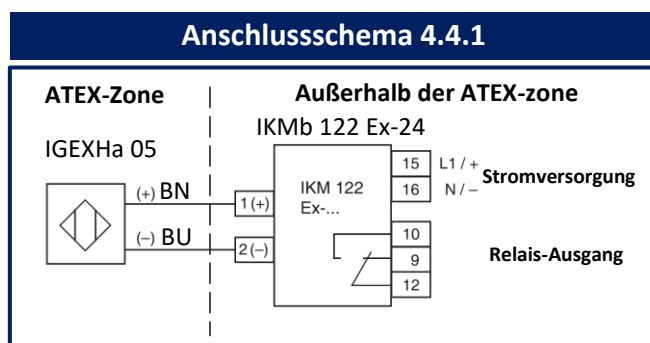 Anschlussschema 4.4.1
ATEX-Zone
Außerhalb der ATEX-zone
IKMb 122 Ex-24
IGEXHa 05
(+) BN
(–) BU
1 (+)
2 (–)
IKM 122
Ex-...
15 L1 / +
16 N / –
Stromversorgung
10
9
12
Relais-Ausgang